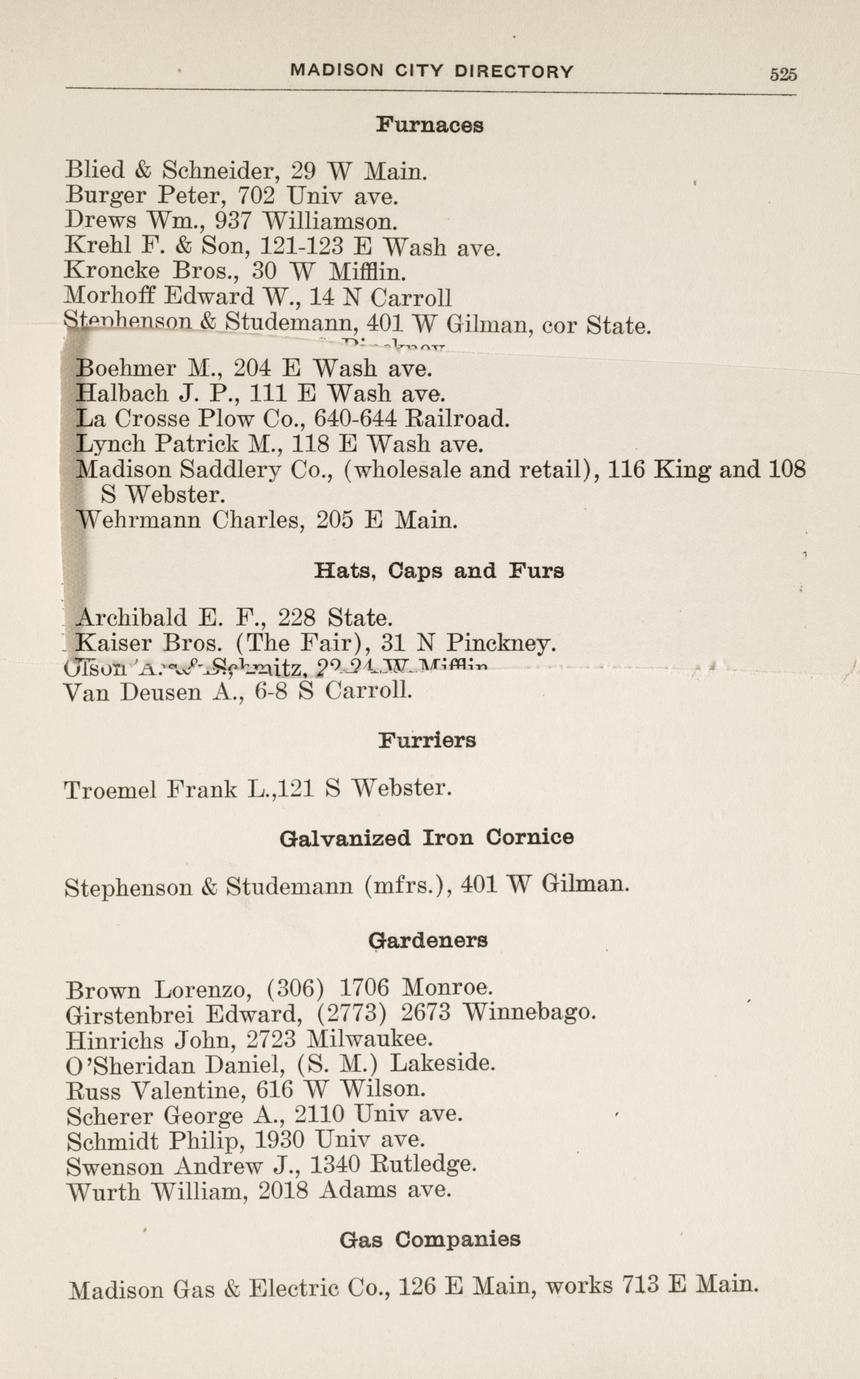 MADISON CITY DIRECTORY 525
Furnaces
Blied & Schneider, 29 W Main.
Burger Peter, 702 Univ ave.
Drews Wm., 937 Williamson.
Krehl F. & Son, 121-123 E Wash ave.
Kroncke Bros., 30 W Mifflin.
Morhoff Edward W., 14 N Carroll
Stephenson & Studemann, 401 W Gilman, cor State.
Boehmer M., 204 E Wash ave.
Halbach J. P., 111 E Wash ave.
La Crosse Plow Co., 640-644 Railroad.
Lynch Patrick M., 118 E Wash ave.
Madison Saddlery Co., (wholesale and retail), 116 King and 108
S Webster.
Wehrmann Charles, 205 E Main.
Hats, Caps and Furs
Archibald E. F., 228 State.
Kaiser Bros. (The Fair), 31 N Pinckney.
Olson A. & Schmitz, W Mifflin
Van Deusen A., 6-8 S Carroll.
Furriers
Troemel Frank L.,121 S Webster.
Galvanized Iron Cornice
Stephenson & Studemann (mfrs.), 401 W Gilman.
Gardeners
Brown Lorenzo, (306) 1706 Monroe.
Girstenbrei Edward, (2773) 2673 Winnebago.
Hinrichs John, 2723 Milwaukee.
O'Sheridan Daniel, (S. M.) Lakeside.
Russ Valentine, 616 W Wilson.
Scherer George A., 2110 Univ ave.
Schmidt Philip, 1930 Univ ave.
Swenson Andrew J., 1340 Rutledge.
Wurth William, 2018 Adams ave.
Gas Companies
Madison Gas & Electric Co., 126 E Main, works 713 E Main.